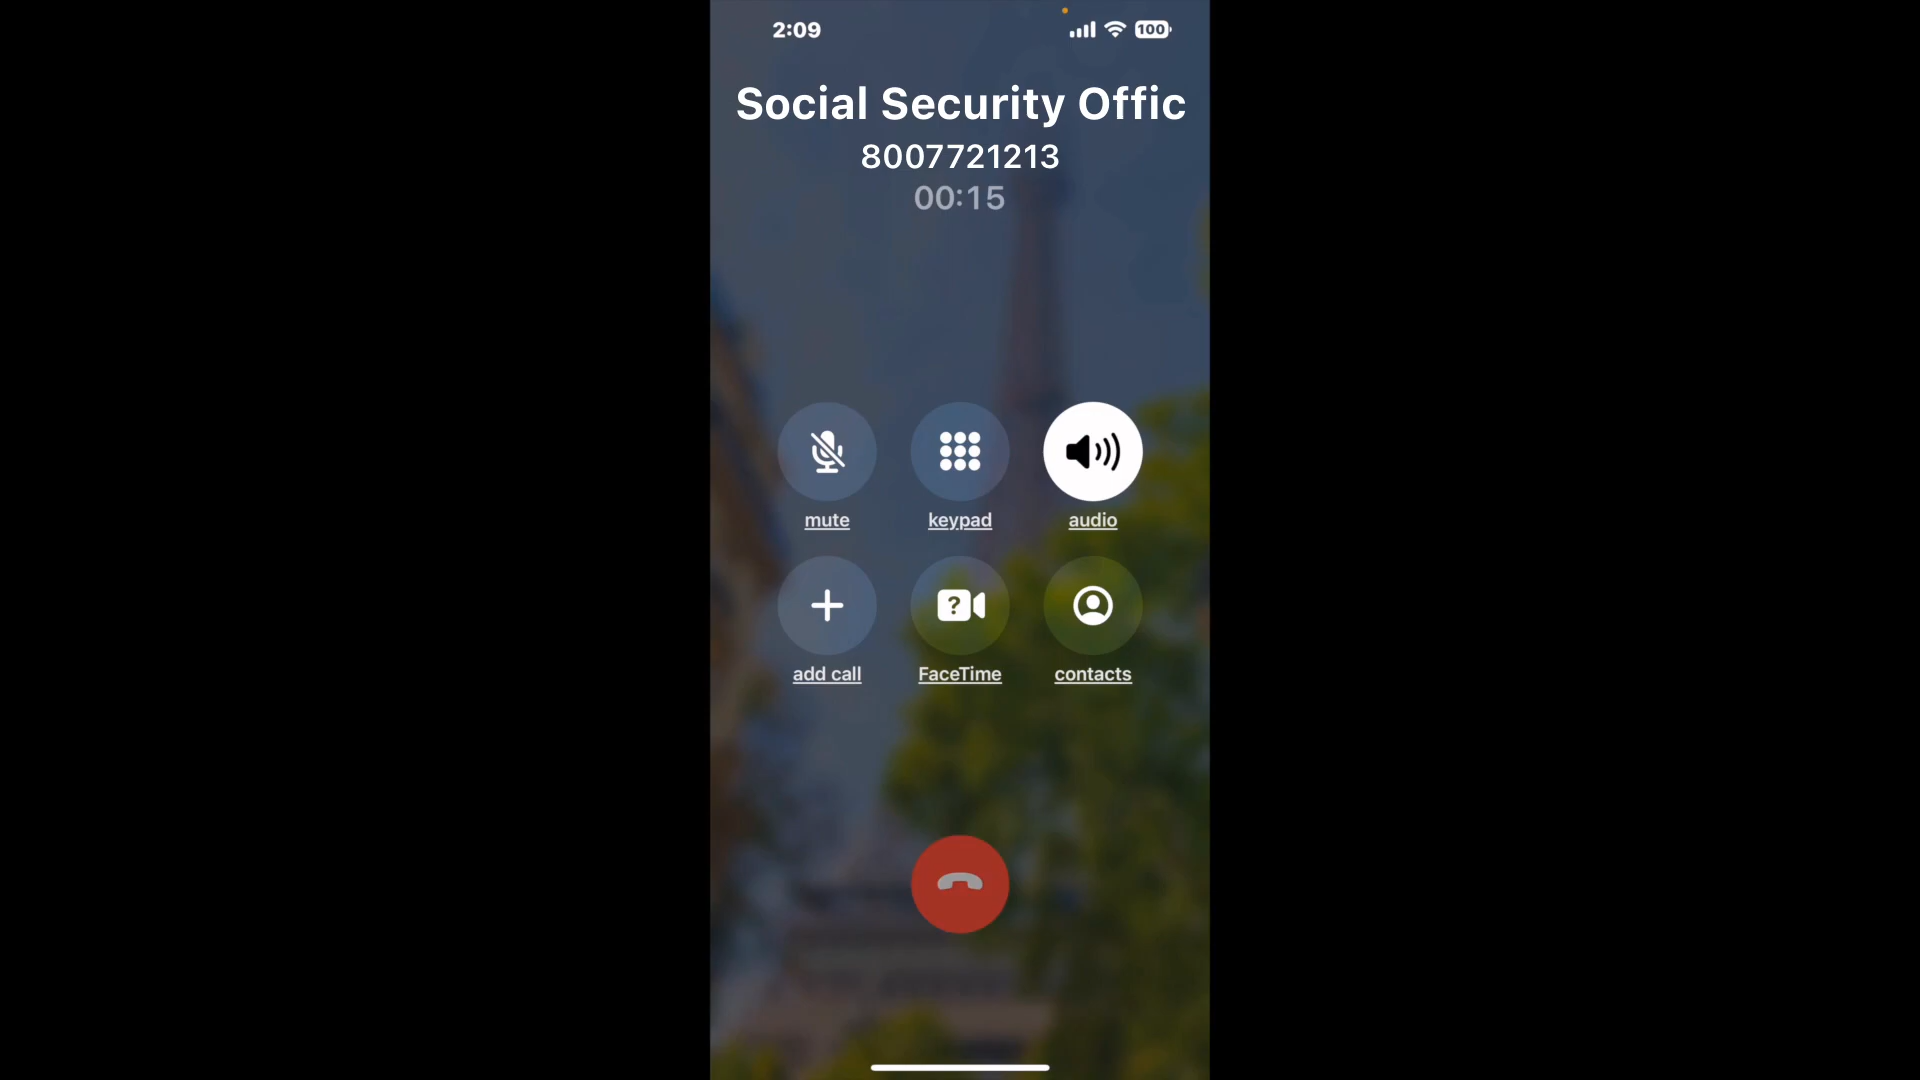 2:09
100
Social Security Offic
8007721213
00:15
mute
keypad
audio
?
add call
FaceTime
contacts